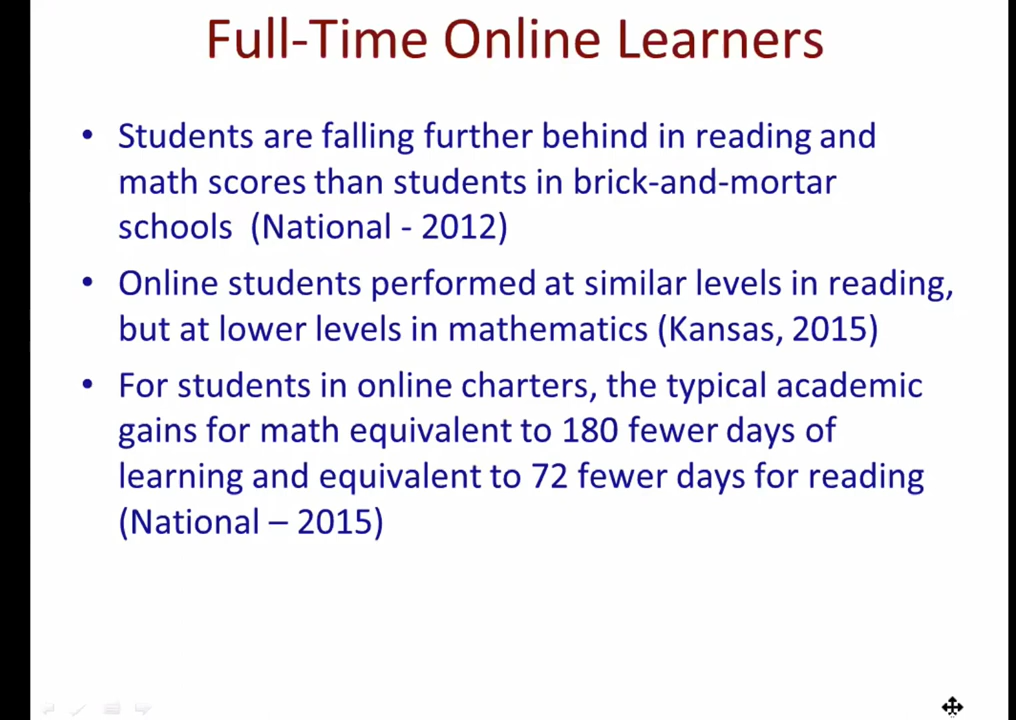 Full-Time Online Learners
• Students are falling further behind in reading and
math scores than students in brick-and-mortar
schools (National - 2012)
• Online students performed at similar levels in reading,
but at lower levels in mathematics (Kansas, 2015)
• For students in online charters, the typical academic
gains for math equivalent to 180 fewer days of
learning and equivalent to 72 fewer days for reading
(National – 2015)